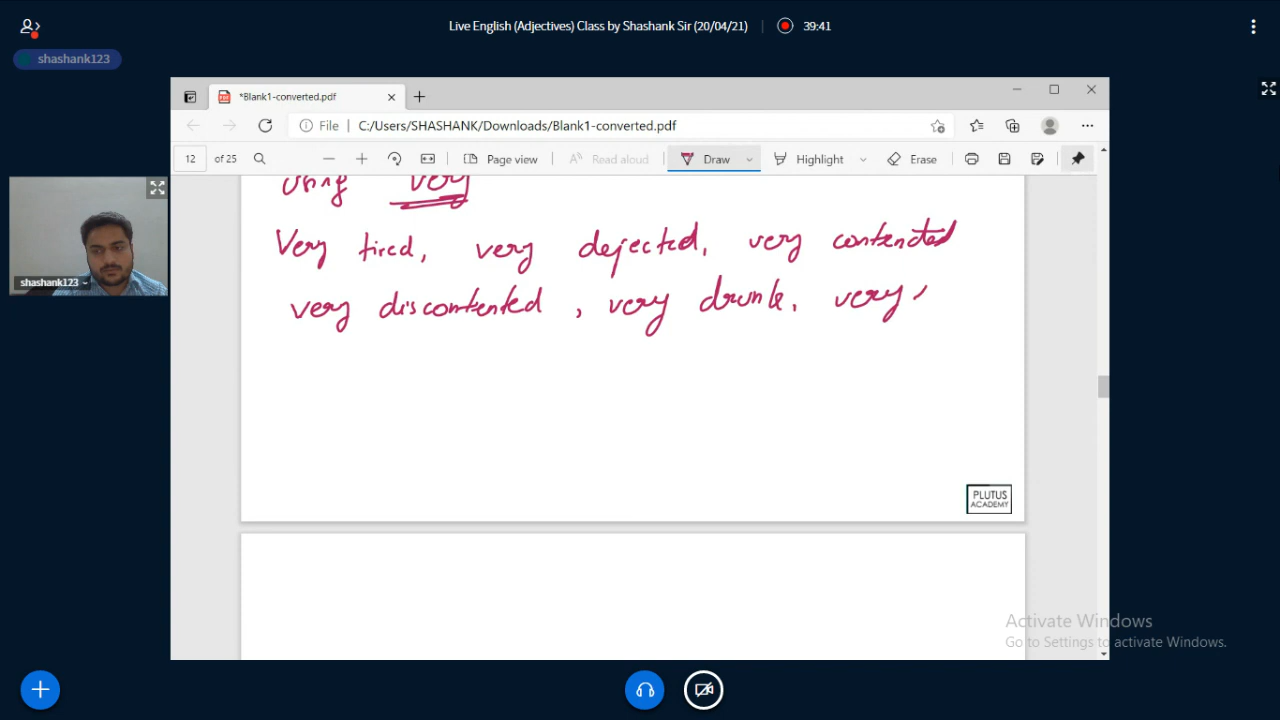 Live English (Adjectives) Class by Shashank Sir (20/04/21) 39:41
shashank123
*Blank1-converted.pdf
File C:/Users/SHASHANK/Downloads/Blank1-converted.pdf
12 of 25 Page view Read aloud Draw Highlight Erase
using very
Very tired, very dejected, very contented
very discontented, very drunk, very
shashank123
PLUTUS
ACADEMY
Activate Windows
Go to Settings to activate Windows.